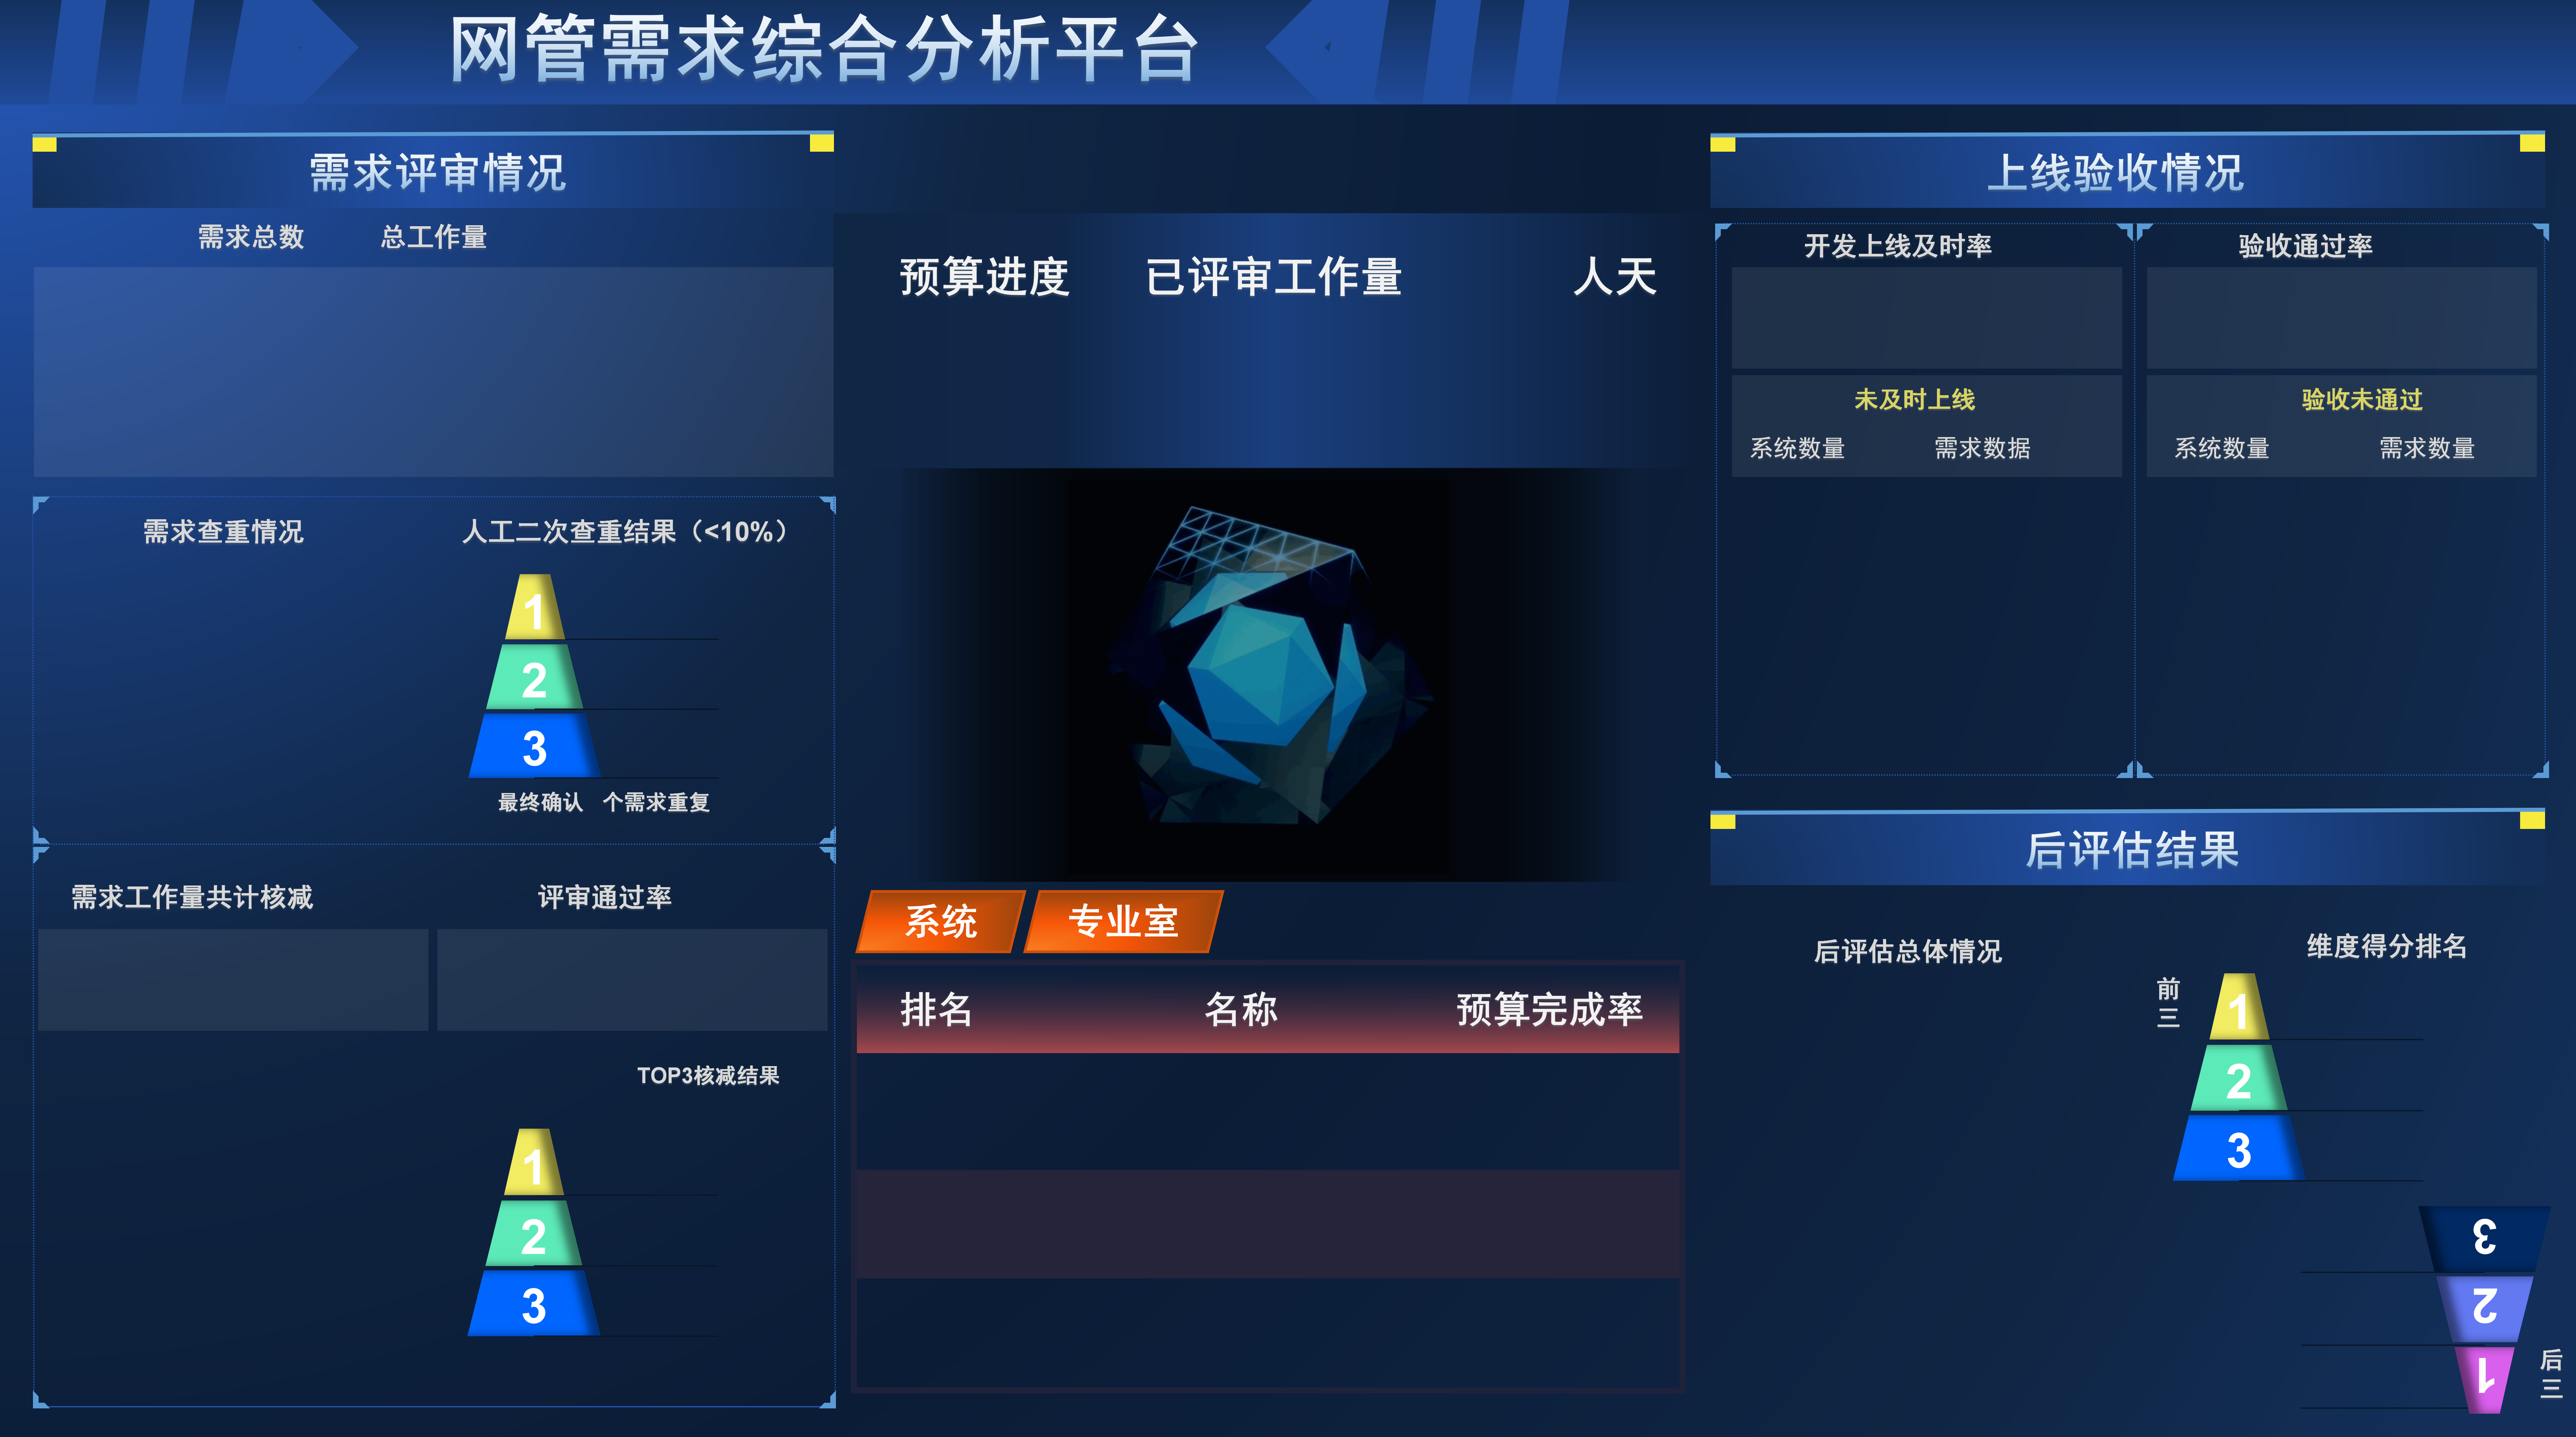 网管需求综合分析平台
需求评审情况
需求总数 总工作量
需求查重情况 人工二次查重结果（<10%）
1
2
3
最终确认 个需求重复
需求工作量共计核减 评审通过率
TOP3核减结果
1
2
3
预算进度 已评审工作量 人天
系统 专业室
排名 名称 预算完成率
上线验收情况
开发上线及时率 验收通过率
未及时上线 验收未通过
系统数量 需求数据 系统数量 需求数量
后评估结果
后评估总体情况 维度得分排名
前三
1
2
3
3
2
1
后三